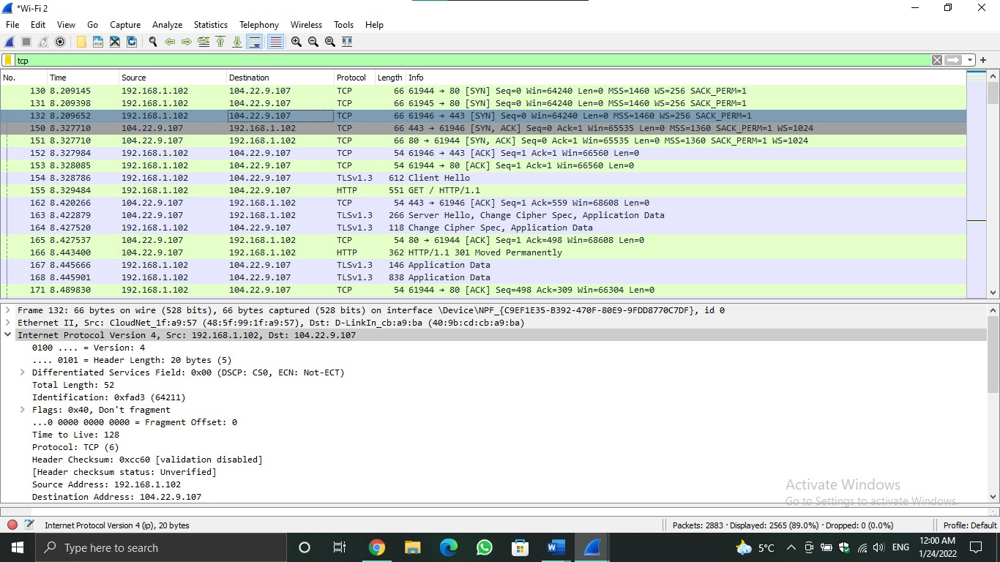 *Wi-Fi 2
File Edit View Go Capture Analyze Statistics Telephony Wireless Tools Help
tcp
No. Time Source Destination Protocol Length Info
130 8.209145 192.168.1.102 104.22.9.107 TCP 66 61944 → 80 [SYN] Seq=0 Win=64240 Len=0 MSS=1460 WS=256 SACK_PERM=1
131 8.209398 192.168.1.102 104.22.9.107 TCP 66 61945 → 80 [SYN] Seq=0 Win=64240 Len=0 MSS=1460 WS=256 SACK_PERM=1
132 8.209652 192.168.1.102 104.22.9.107 TCP 66 61946 → 443 [SYN] Seq=0 Win=64240 Len=0 MSS=1460 WS=256 SACK_PERM=1
150 8.327710 104.22.9.107 192.168.1.102 TCP 66 443 → 61946 [SYN, ACK] Seq=0 Ack=1 Win=65535 Len=0 MSS=1360 SACK_PERM=1 WS=1024
151 8.327710 104.22.9.107 192.168.1.102 TCP 66 80 → 61944 [SYN, ACK] Seq=0 Ack=1 Win=65535 Len=0 MSS=1360 SACK_PERM=1 WS=1024
152 8.327984 192.168.1.102 104.22.9.107 TCP 54 61946 → 443 [ACK] Seq=1 Ack=1 Win=66560 Len=0
153 8.328085 192.168.1.102 104.22.9.107 TCP 54 61944 → 80 [ACK] Seq=1 Ack=1 Win=66560 Len=0
154 8.328786 192.168.1.102 104.22.9.107 TLSv1.3 612 Client Hello
155 8.329484 192.168.1.102 104.22.9.107 HTTP 551 GET / HTTP/1.1
162 8.420266 104.22.9.107 192.168.1.102 TCP 54 443 → 61946 [ACK] Seq=1 Ack=559 Win=68608 Len=0
163 8.422879 104.22.9.107 192.168.1.102 TLSv1.3 266 Server Hello, Change Cipher Spec, Application Data
164 8.427520 192.168.1.102 104.22.9.107 TLSv1.3 118 Change Cipher Spec, Application Data
165 8.427537 104.22.9.107 192.168.1.102 TCP 54 80 → 61944 [ACK] Seq=1 Ack=498 Win=68608 Len=0
166 8.443400 104.22.9.107 192.168.1.102 HTTP 362 HTTP/1.1 301 Moved Permanently
167 8.445666 192.168.1.102 104.22.9.107 TLSv1.3 146 Application Data
168 8.445901 192.168.1.102 104.22.9.107 TLSv1.3 838 Application Data
171 8.489830 192.168.1.102 104.22.9.107 TCP 54 61944 → 80 [ACK] Seq=498 Ack=309 Win=66304 Len=0
Frame 132: 66 bytes on wire (528 bits), 66 bytes captured (528 bits) on interface \Device\NPF_{C9EF1E35-B392-470F-80E9-9FDD8770C7DF}, id 0
Ethernet II, Src: CloudNet_1f:a9:57 (48:5f:99:1f:a9:57), Dst: D-LinkIn_cb:a9:ba (40:9b:cd:cb:a9:ba)
Internet Protocol Version 4, Src: 192.168.1.102, Dst: 104.22.9.107
0100 .... = Version: 4
.... 0101 = Header Length: 20 bytes (5)
Differentiated Services Field: 0x00 (DSCP: CS0, ECN: Not-ECT)
Total Length: 52
Identification: 0xfad3 (64211)
Flags: 0x40, Don't fragment
...0 0000 0000 0000 = Fragment Offset: 0
Time to Live: 128
Protocol: TCP (6)
Header Checksum: 0xcc60 [validation disabled]
[Header checksum status: Unverified]
Source Address: 192.168.1.102
Destination Address: 104.22.9.107
Activate Windows
Go to Settings to activate Windows.
Internet Protocol Version 4 (ip), 20 bytes
Packets: 2883 · Displayed: 2565 (89.0%) · Dropped: 0 (0.0%)
Profile: Default
Type here to search
5°C
ENG
12:00 AM
1/24/2022